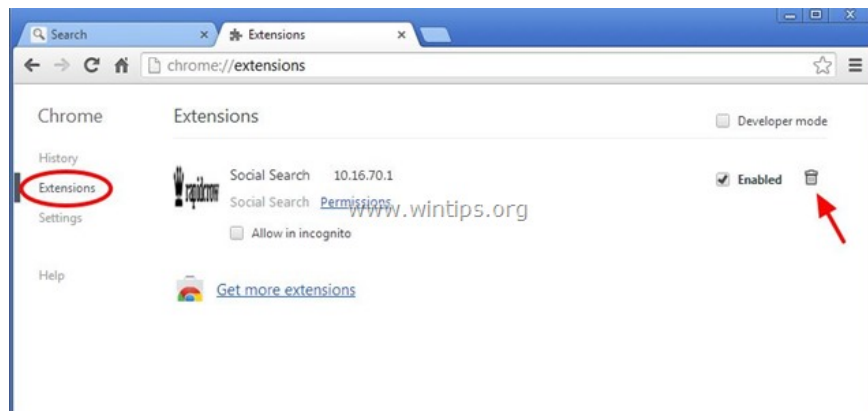 Search
Extensions
chrome://extensions
Chrome
Extensions
Developer mode
History
Extensions
Settings
Help
rapidcrow
Social Search 10.16.70.1
Enabled
Social Search Permissions
www.wintips.org
Allow in incognito
Get more extensions